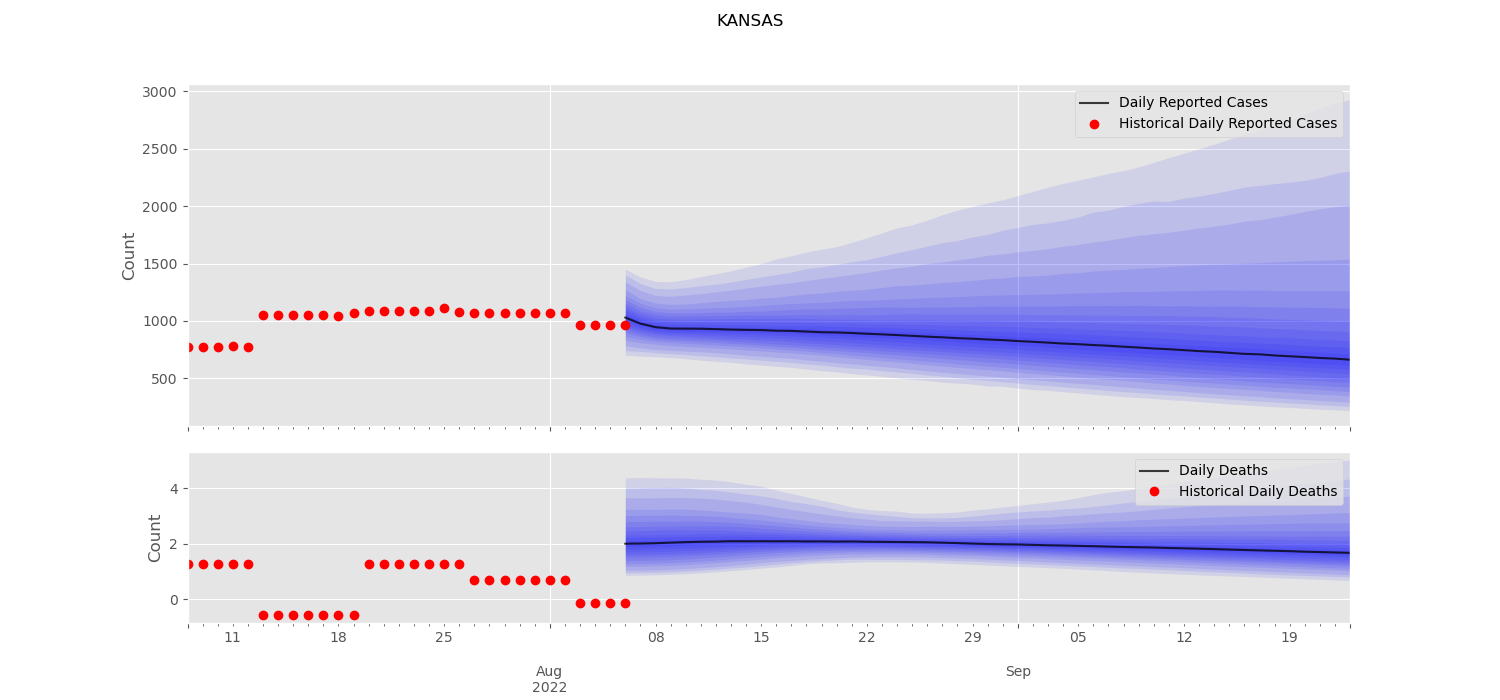 KANSAS
3000
2500
2000
1500
1000
500
Count
Daily Reported Cases
Historical Daily Reported Cases
4
2
0
Count
Daily Deaths
Historical Daily Deaths
11 18 25 08 15 22 29 05 12 19
Aug Sep
2022